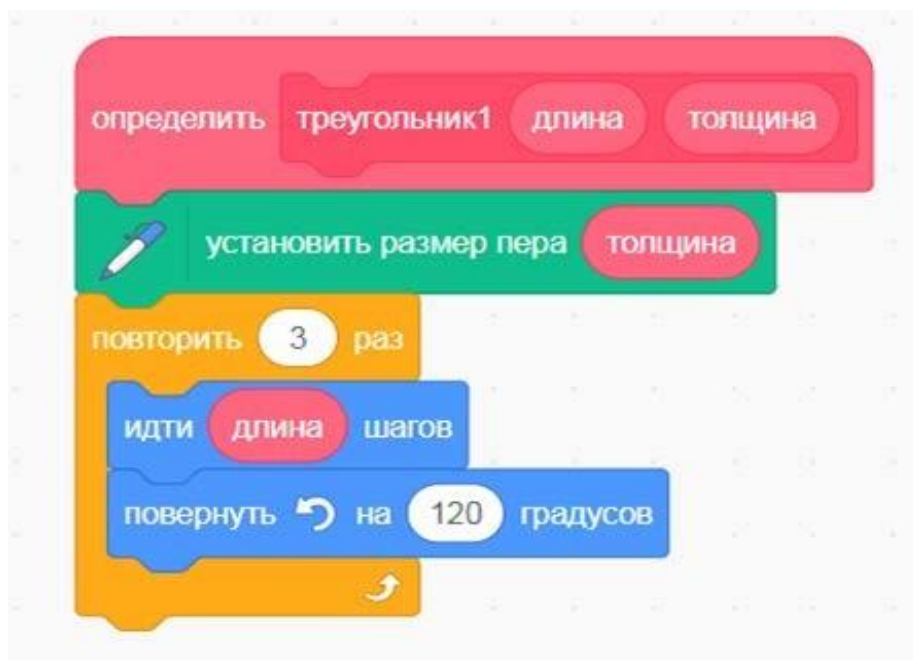 определить треугольник1 длина толщина
установить размер пера толщина
повторить 3 раз
идти длина шагов
повернуть на 120 градусов